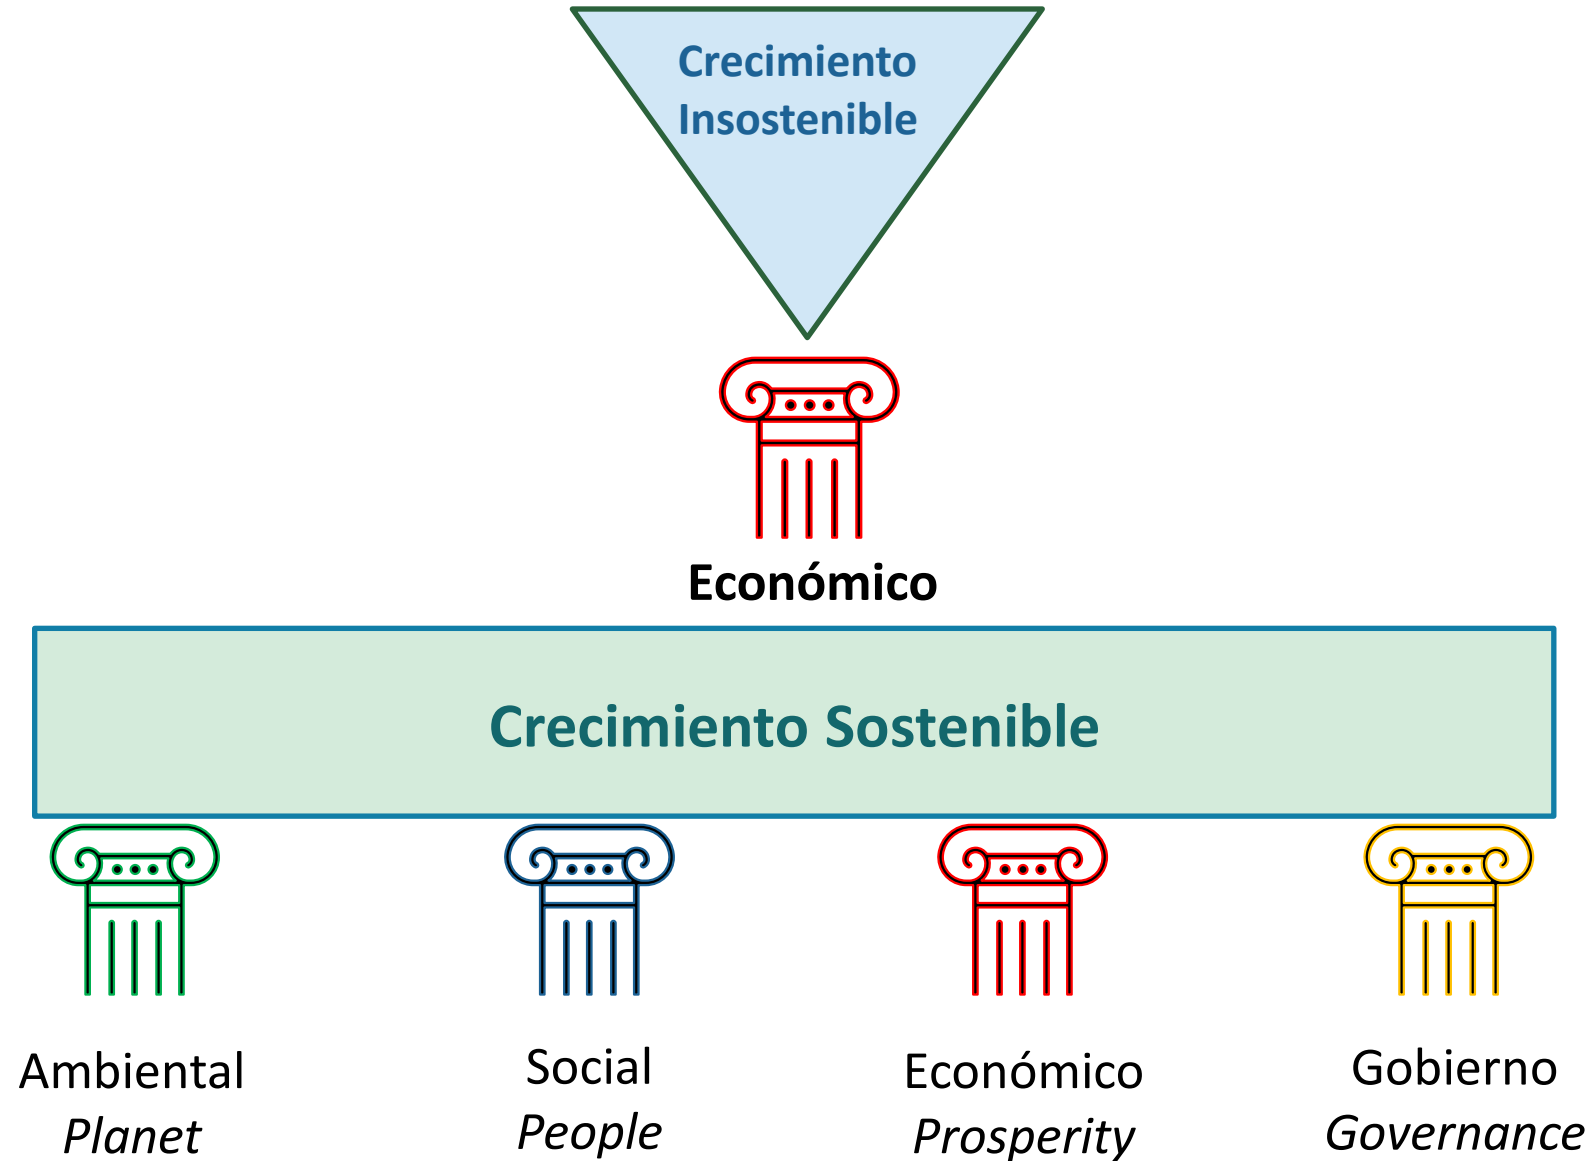 Crecimiento
Insostenible
Económico
Crecimiento Sostenible
Ambiental
Planet
Social
People
Económico
Prosperity
Gobierno
Governance